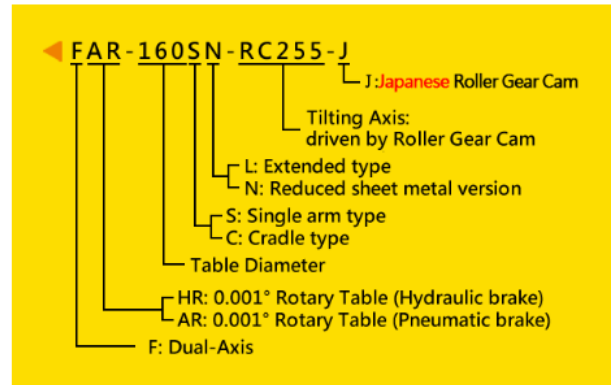 FAR-160SN-RC255-J
J:Japanese Roller Gear Cam
Tilting Axis:
driven by Roller Gear Cam
L: Extended type
N: Reduced sheet metal version
S: Single arm type
C: Cradle type
Table Diameter
HR: 0.001° Rotary Table (Hydraulic brake)
AR: 0.001° Rotary Table (Pneumatic brake)
F: Dual-Axis